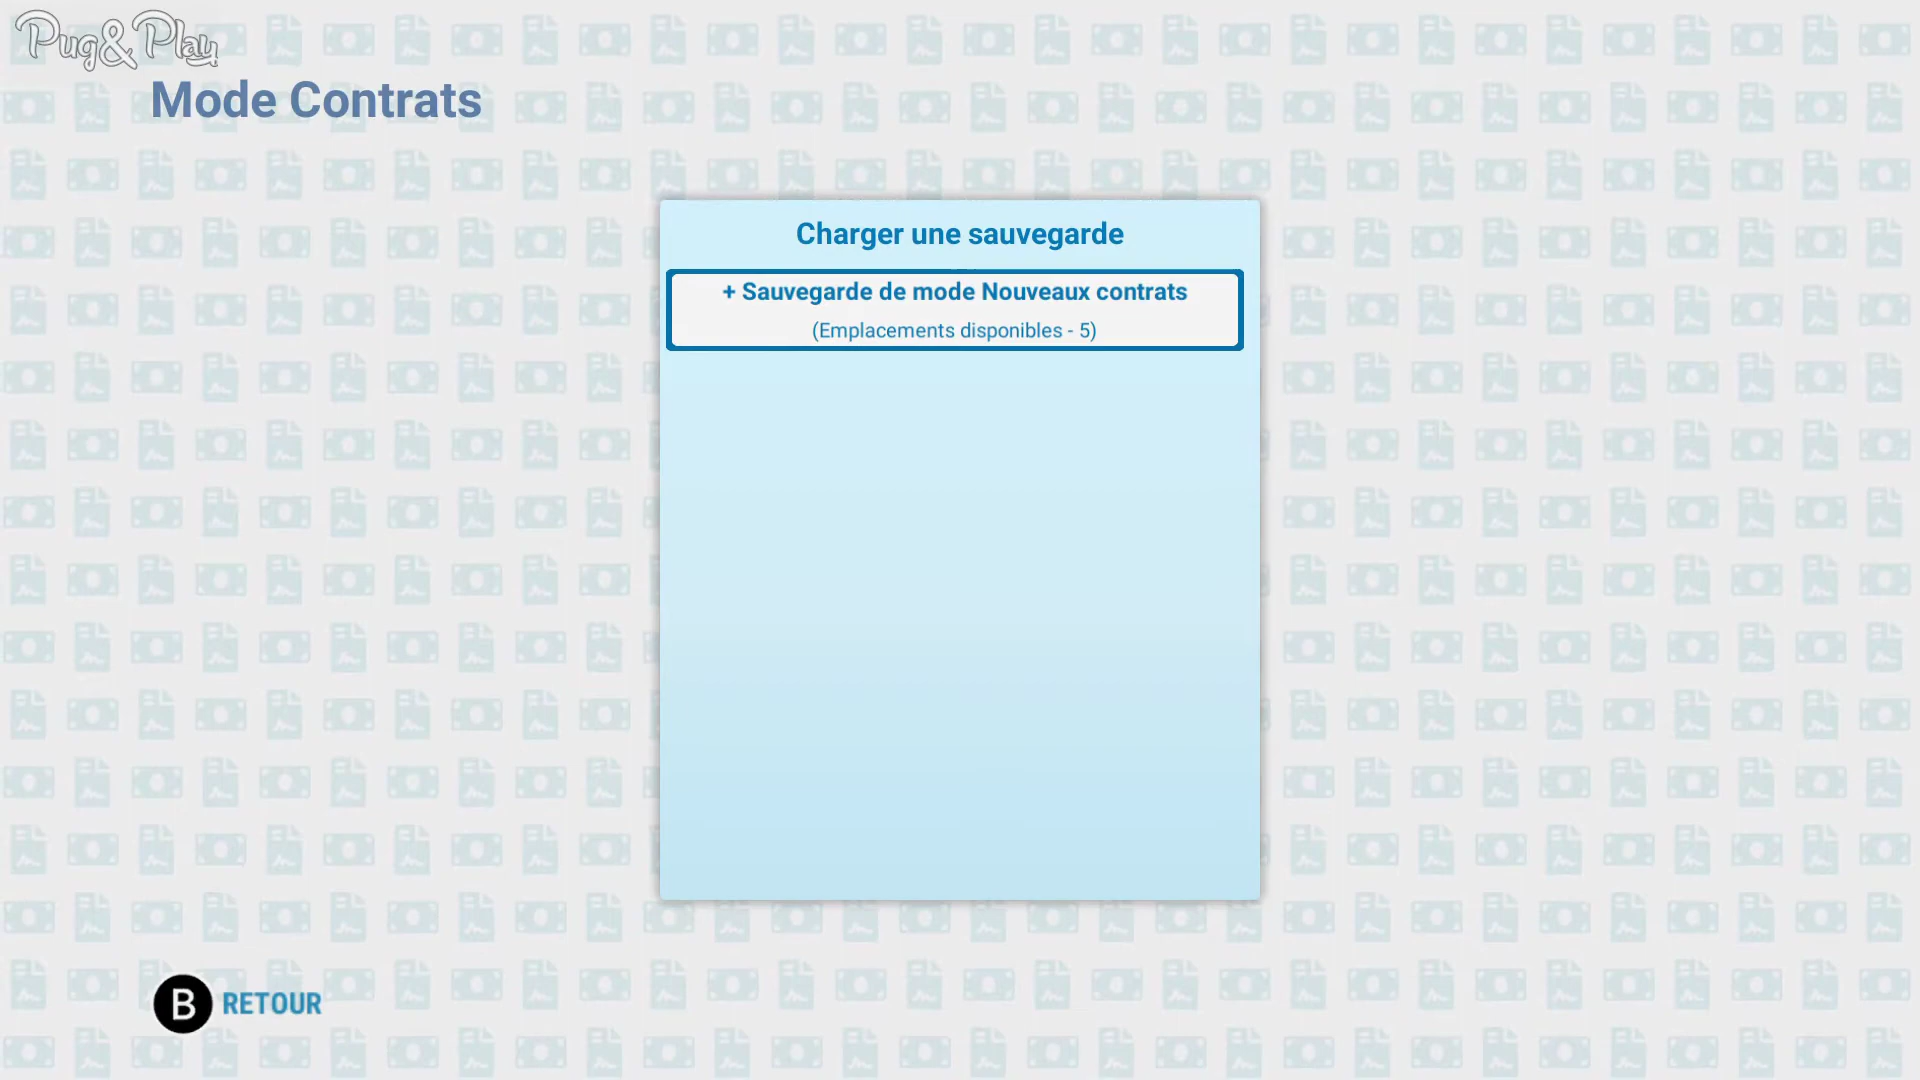 Pug&Play
Mode Contrats
Charger une sauvegarde
+ Sauvegarde de mode Nouveaux contrats
(Emplacements disponibles - 5)
B RETOUR